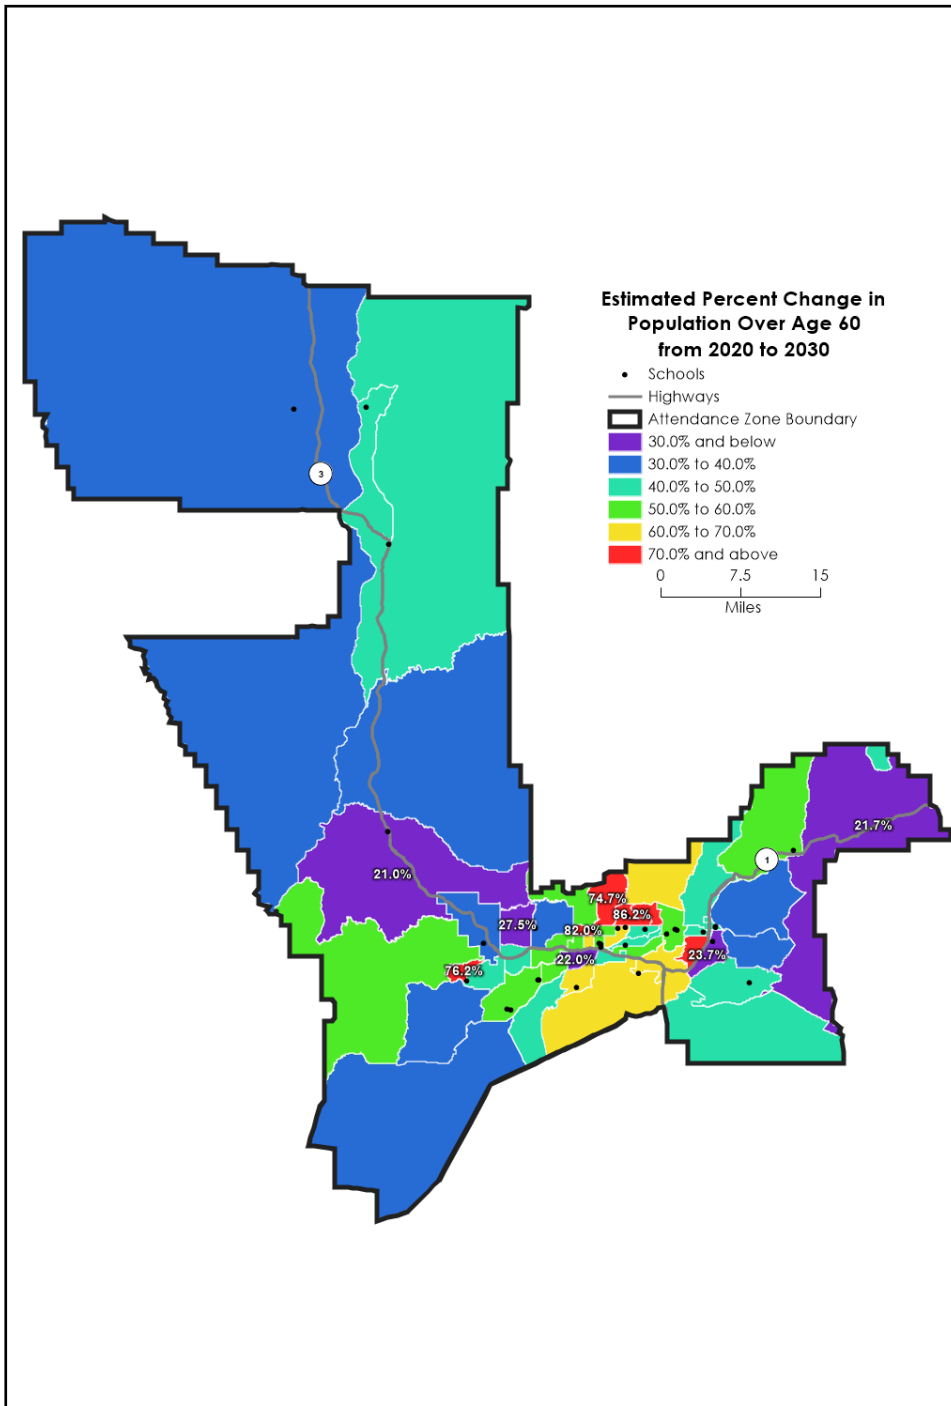 Estimated Percent Change in
Population Over Age 60
from 2020 to 2030
Schools
Highways
Attendance Zone Boundary
30.0% and below
30.0% to 40.0%
40.0% to 50.0%
50.0% to 60.0%
60.0% to 70.0%
70.0% and above
0 7.5 15
Miles
3
21.7%
1
21.0%
74.7%
86.2%
27.5%
82.0%
23.7%
22.0%
76.2%